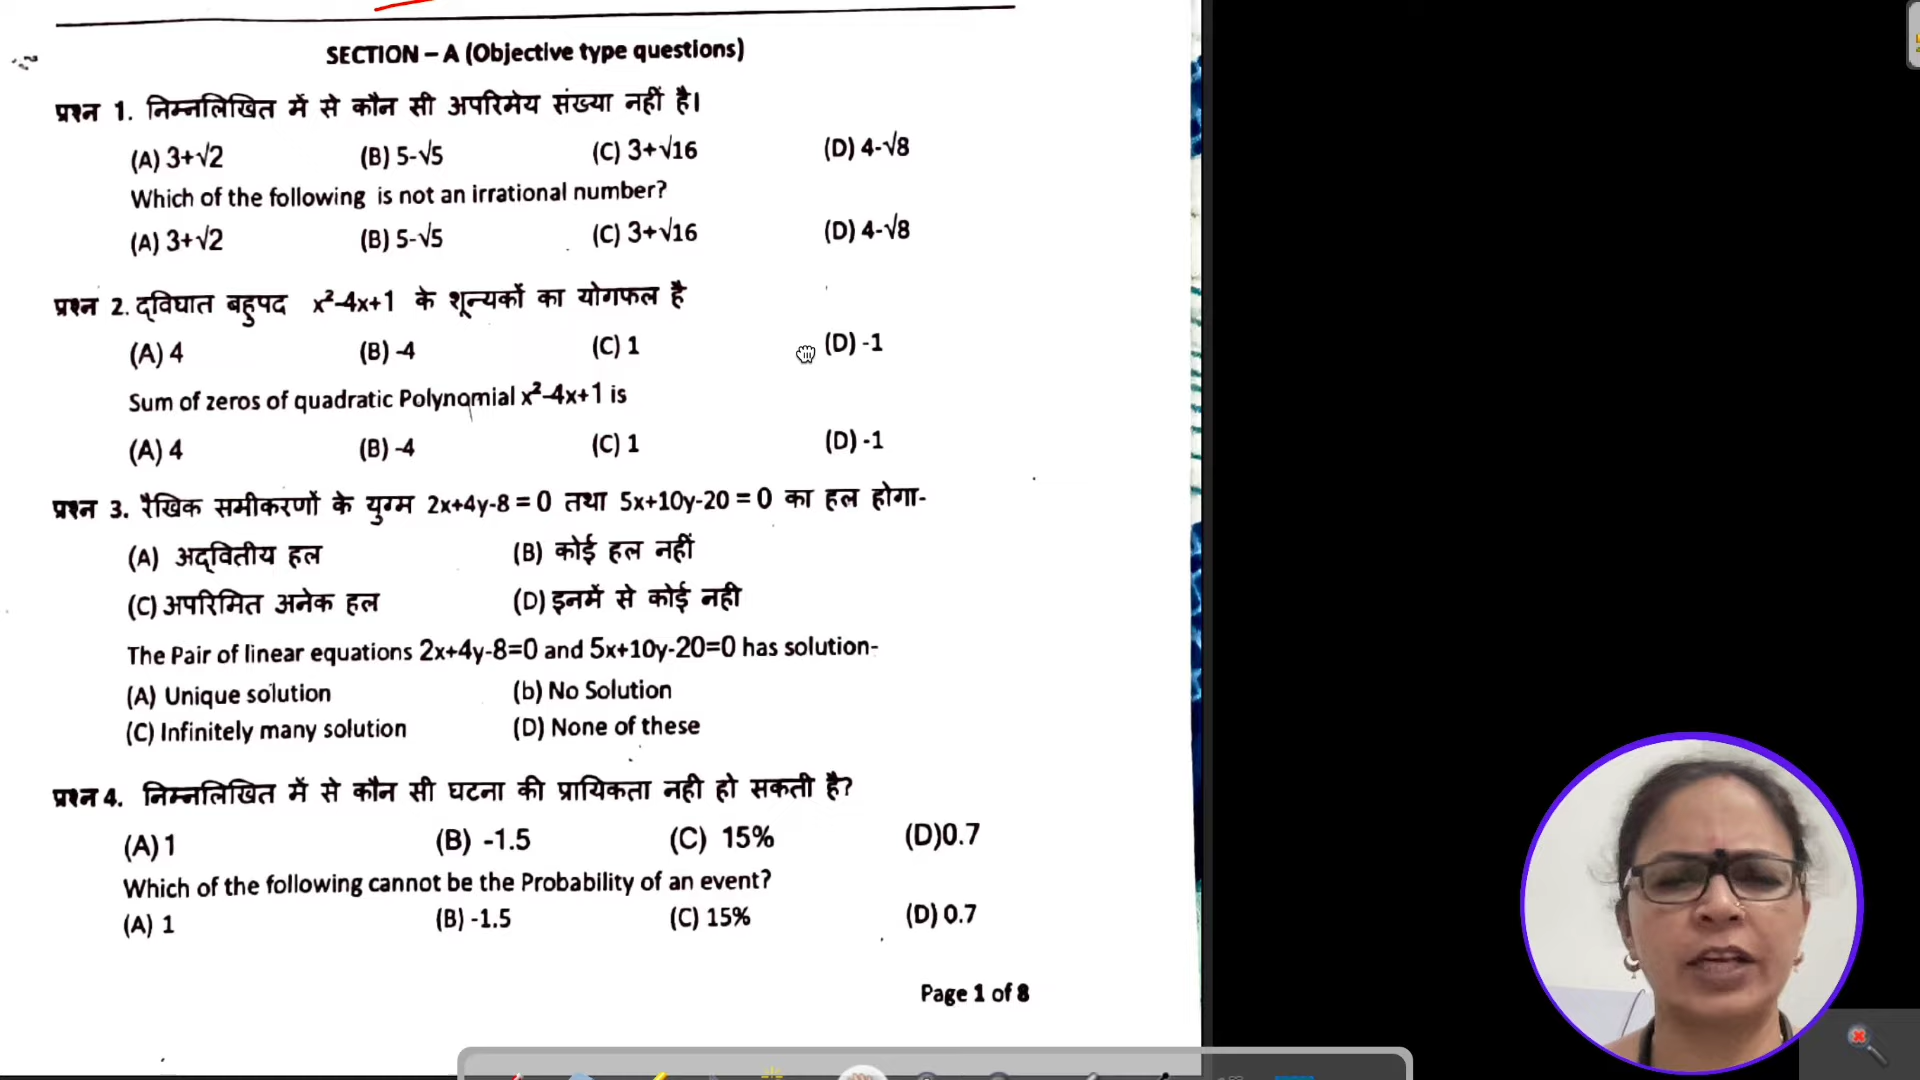 SECTION – A (Objective type questions)
प्रश्न 1. निम्नलिखित में से कौन सी अपरिमेय संख्या नहीं है।
(A) 3+√2 (B) 5-√5 (C) 3+√16 (D) 4-√8
Which of the following is not an irrational number?
(A) 3+√2 (B) 5-√5 (C) 3+√16 (D) 4-√8
प्रश्न 2. द्विघात बहुपद x²-4x+1 के शून्यकों का योगफल है
(A) 4 (B) -4 (C) 1 (D) -1
Sum of zeros of quadratic Polynomial x²-4x+1 is
(A) 4 (B) -4 (C) 1 (D) -1
प्रश्न 3. रैखिक समीकरणों के युग्म 2x+4y-8 = 0 तथा 5x+10y-20 = 0 का हल होगा-
(A) अद्वितीय हल (B) कोई हल नहीं
(C) अपरिमित अनेक हल (D) इनमें से कोई नही
The Pair of linear equations 2x+4y-8=0 and 5x+10y-20=0 has solution-
(A) Unique solution (b) No Solution
(C) Infinitely many solution (D) None of these
प्रश्न 4. निम्नलिखित में से कौन सी घटना की प्रायिकता नही हो सकती है?
(A) 1 (B) -1.5 (C) 15% (D)0.7
Which of the following cannot be the Probability of an event?
(A) 1 (B) -1.5 (C) 15% (D) 0.7
Page 1 of 8